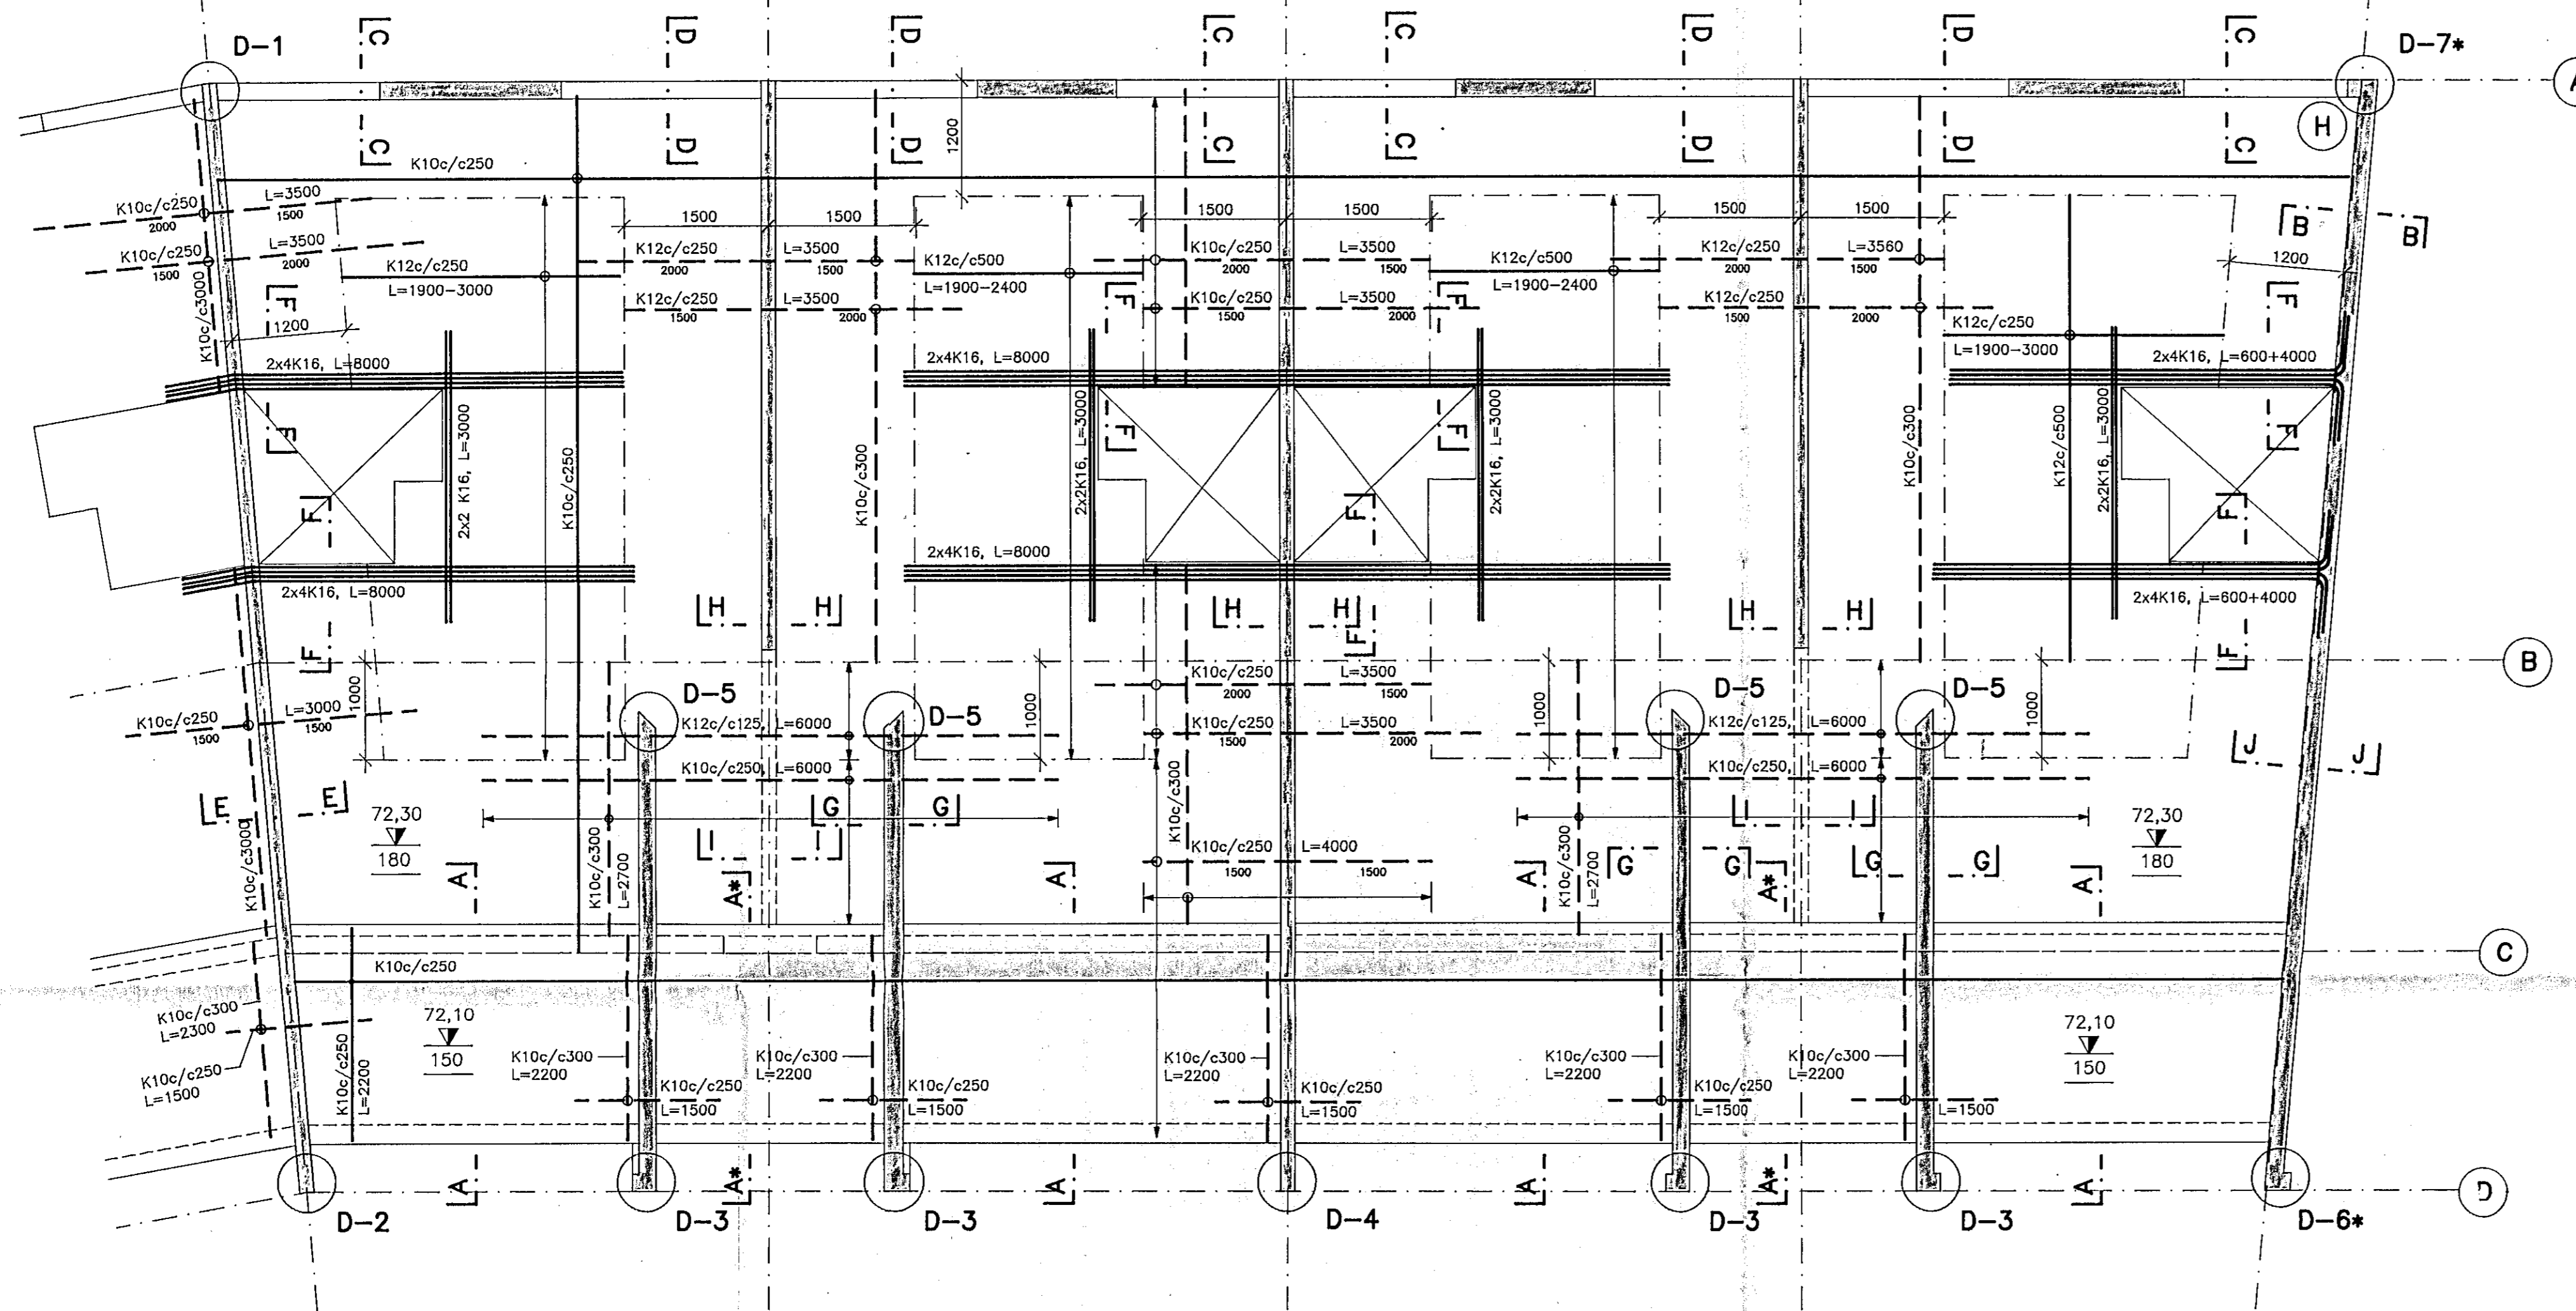 C
D
D
C
C
D
D
C
D-1
D-7*
A
H
C
D
D
C
C
D
D
C
1200
K10c/c250
K10c/c250
2000
L=3500
1500
K10c/c250
1500
L=3500
2000
K10c/c3000
1500
1500
1500
1500
1500
1500
B
B
1200
K12c/c250
L=1900-3000
K12c/c250
2000
L=3500
1500
K12c/c500
L=1900-2400
K10c/c250
2000
L=3500
1500
K12c/c500
L=1900-2400
K12c/c250
2000
L=3560
1500
K12c/c250
1500
L=3500
2000
K10c/c250
1500
L=3500
2000
K12c/c250
1500
2000
K12c/c250
L=1900-3000
F
F
F
F
1200
2x4K16, L=8000
2x4K16, L=8000
2x4K16, L=600+4000
F
F
F
F
2x2 K16, L=3000
K10c/c250
K10c/c300
2x2K16, L=3000
2x2K16, L=3000
K10c/c300
K12c/c500
2x2K16, L=3000
F
F
F
2x4K16, L=8000
2x4K16, L=8000
2x4K16, L=600+4000
H
H
H
H
H
H
F
F
F
B
K10c/c250
2000
L=3500
1500
1000
1000
1000
1000
D-5
D-5
D-5
D-5
K10c/c250
1500
L=3000
1500
K12c/c125, L=6000
K10c/c250
1500
L=3500
2000
K12c/c125, L=6000
K10c/c250, L=6000
K10c/c250, L=6000
J
J
E
E
K10c/c3000
72,30
180
K10c/c300
L=2700
G
G
I
I
K10c/c300
K10c/c250
1500
L=4000
1500
K10c/c300
L=2700
I
I
G
G
G
G
72,30
180
A
A*
A
A
A*
A
K10c/c250
C
K10c/c300
L=2300
K10c/c250
L=1500
K10c/c250
L=2200
72,10
150
K10c/c300
L=2200
K10c/c250
L=1500
K10c/c300
L=2200
K10c/c250
L=1500
K10c/c300
L=2200
K10c/c250
L=1500
K10c/c300
L=2200
K10c/c250
L=1500
K10c/c300
L=2200
L=1500
72,10
150
A
A*
A
A
A*
A
D
D-2
D-3
D-3
D-4
D-3
D-3
D-6*